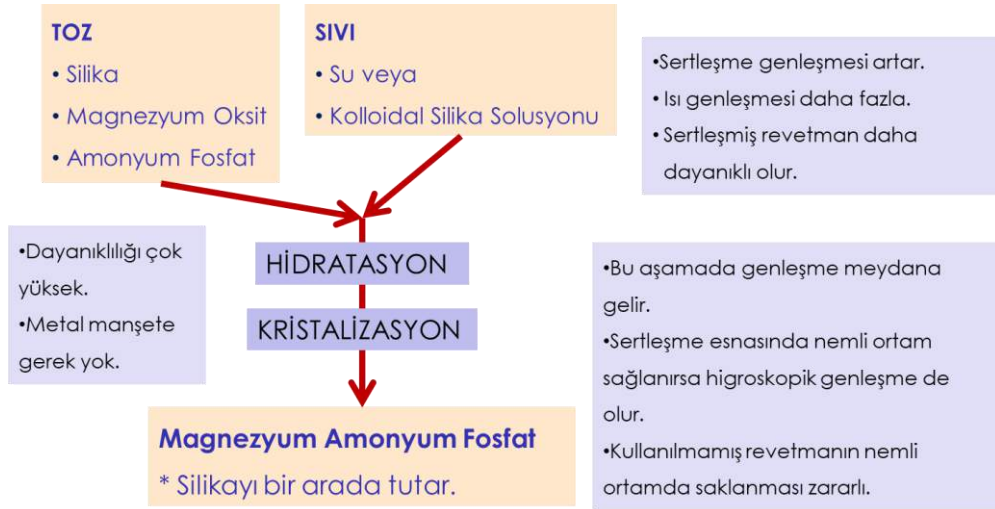 TOZ
• Silika
• Magnezyum Oksit
• Amonyum Fosfat
SIVI
• Su veya
• Kolloidal Silika Solusyonu
•Sertleşme genleşmesi artar.
• Isı genleşmesi daha fazla.
• Sertleşmiş revetman daha
dayanıklı olur.
•Dayanıklılığı çok
yüksek.
•Metal manşete
gerek yok.
HİDRATASYON
KRİSTALİZASYON
•Bu aşamada genleşme meydana
gelir.
•Sertleşme esnasında nemli ortam
sağlanırsa higroskopik genleşme de
olur.
•Kullanılmamış revetmanın nemli
ortamda saklanması zararlı.
Magnezyum Amonyum Fosfat
* Silikayı bir arada tutar.